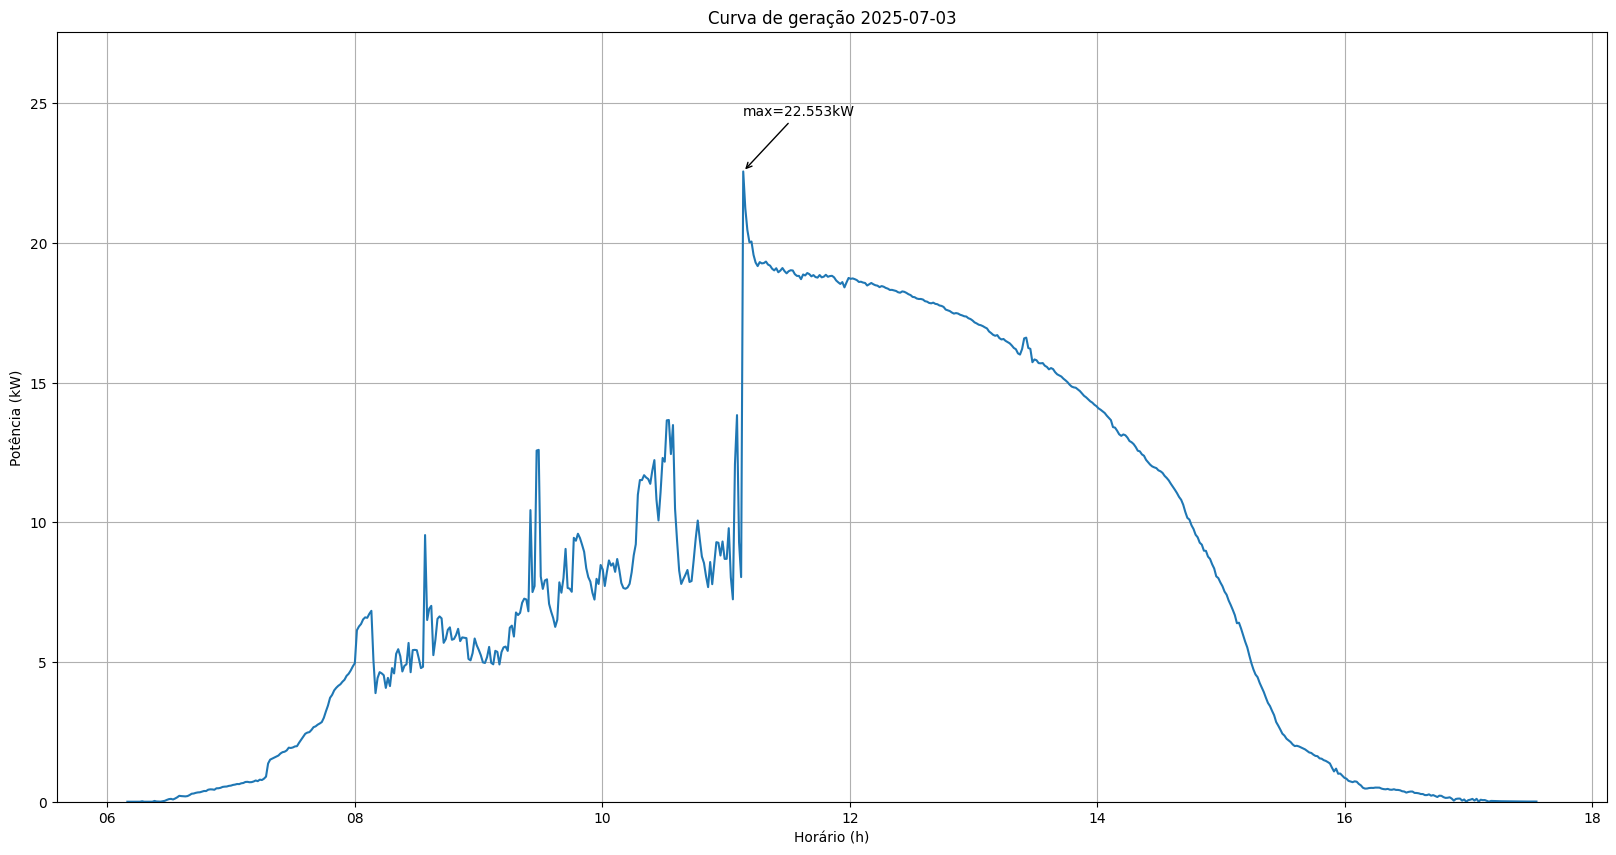 Curva de geração 2025-07-03
25
max=22.553kW
20
15
Potência (kW)
10
5
0
06 08 10 12 14 16 18
Horário (h)